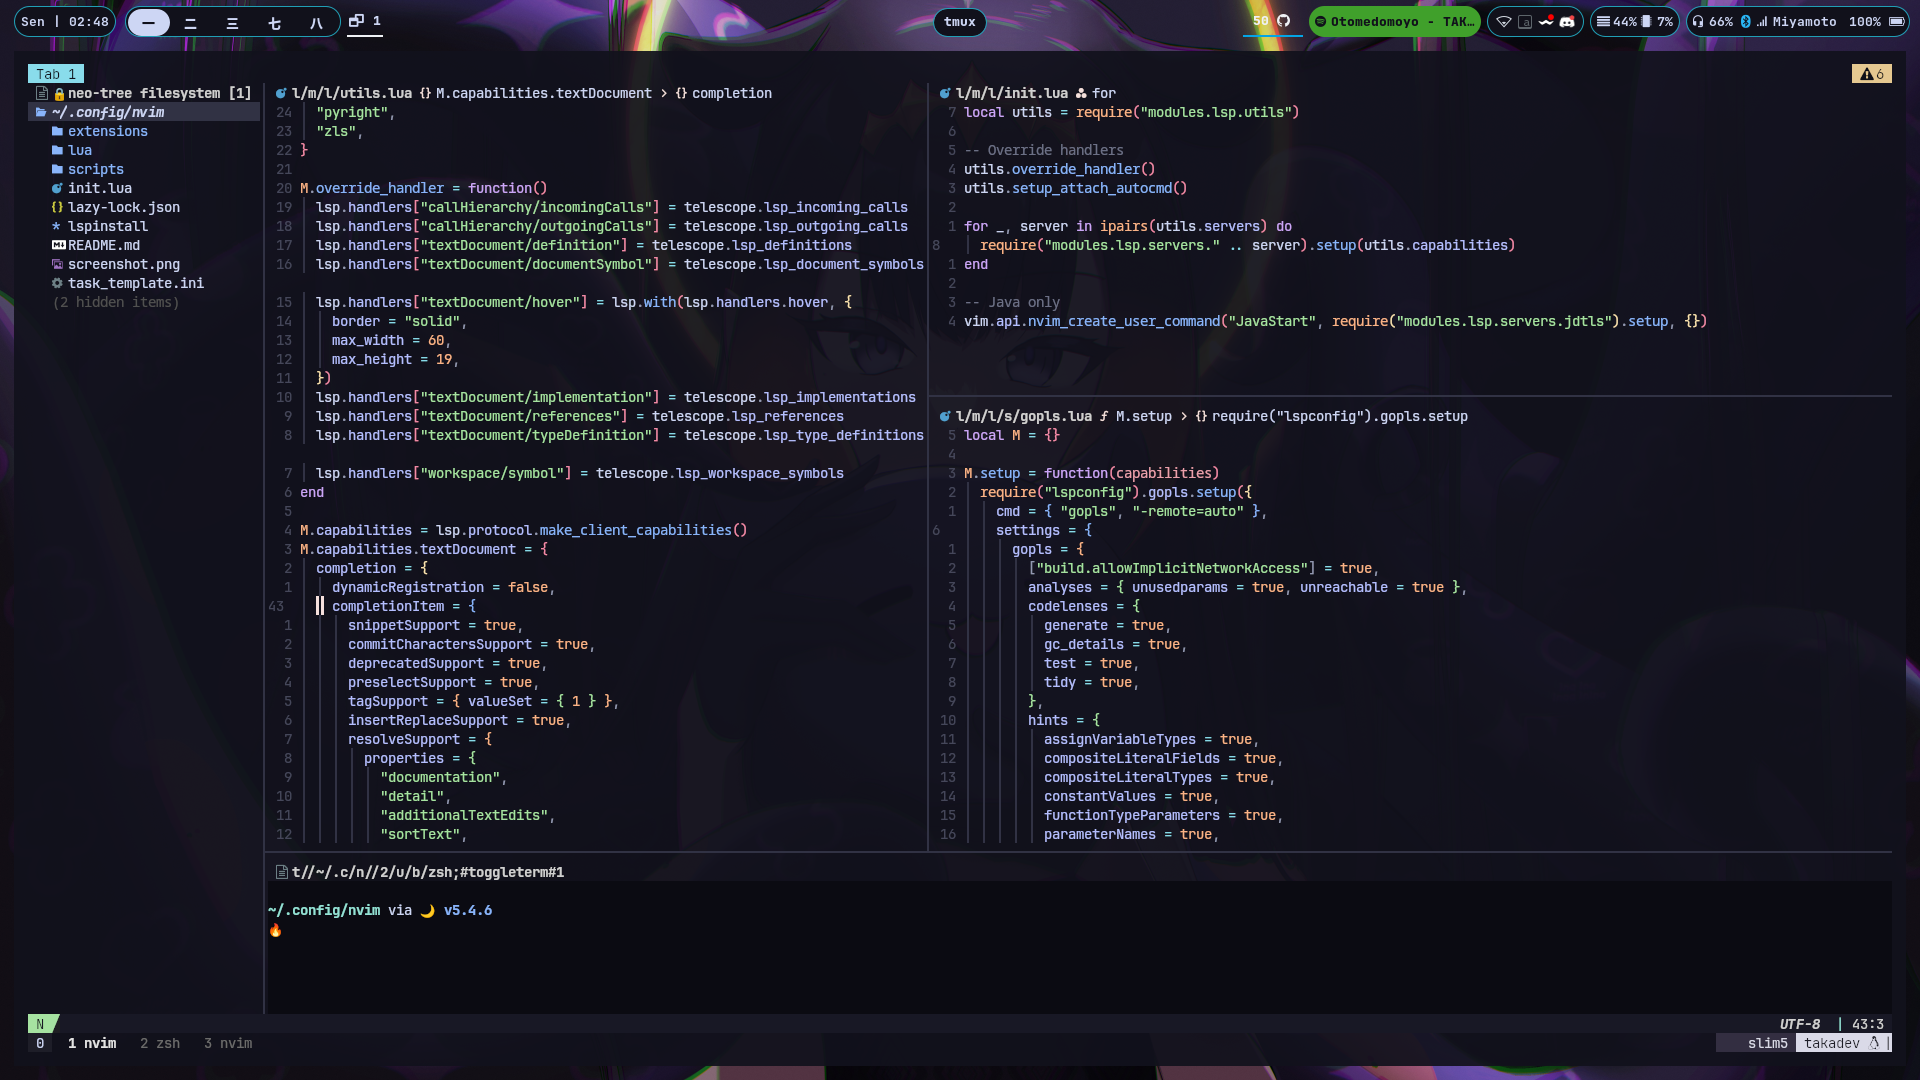 Sen | 02:48 一 二 三 七 八 1 tmux 50 Otomedomoyo - TAK… a 44% 7% 66% Miyamoto 100%
Tab 1 6
neo-tree filesystem [1]
~/.config/nvim
extensions
lua
scripts
init.lua
{} lazy-lock.json
* lspinstall
README.md
screenshot.png
task_template.ini
(2 hidden items)
l/m/l/utils.lua {} M.capabilities.textDocument > {} completion
24 "pyright",
23 "zls",
22 }
21
20 M.override_handler = function()
19 lsp.handlers["callHierarchy/incomingCalls"] = telescope.lsp_incoming_calls
18 lsp.handlers["callHierarchy/outgoingCalls"] = telescope.lsp_outgoing_calls
17 lsp.handlers["textDocument/definition"] = telescope.lsp_definitions
16 lsp.handlers["textDocument/documentSymbol"] = telescope.lsp_document_symbols
15 lsp.handlers["textDocument/hover"] = lsp.with(lsp.handlers.hover, {
14 border = "solid",
13 max_width = 60,
12 max_height = 19,
11 })
10 lsp.handlers["textDocument/implementation"] = telescope.lsp_implementations
9 lsp.handlers["textDocument/references"] = telescope.lsp_references
8 lsp.handlers["textDocument/typeDefinition"] = telescope.lsp_type_definitions
7 lsp.handlers["workspace/symbol"] = telescope.lsp_workspace_symbols
6 end
5
4 M.capabilities = lsp.protocol.make_client_capabilities()
3 M.capabilities.textDocument = {
2 completion = {
1 dynamicRegistration = false,
43 completionItem = {
1 snippetSupport = true,
2 commitCharactersSupport = true,
3 deprecatedSupport = true,
4 preselectSupport = true,
5 tagSupport = { valueSet = { 1 } },
6 insertReplaceSupport = true,
7 resolveSupport = {
8 properties = {
9 "documentation",
10 "detail",
11 "additionalTextEdits",
12 "sortText",
l/m/l/init.lua for
7 local utils = require("modules.lsp.utils")
6
5 -- Override handlers
4 utils.override_handler()
3 utils.setup_attach_autocmd()
2
1 for _, server in ipairs(utils.servers) do
8 require("modules.lsp.servers." .. server).setup(utils.capabilities)
1 end
2
3 -- Java only
4 vim.api.nvim_create_user_command("JavaStart", require("modules.lsp.servers.jdtls").setup, {})
l/m/l/s/gopls.lua ƒ M.setup > {} require("lspconfig").gopls.setup
5 local M = {}
4
3 M.setup = function(capabilities)
2 require("lspconfig").gopls.setup({
1 cmd = { "gopls", "-remote=auto" },
6 settings = {
1 gopls = {
2 ["build.allowImplicitNetworkAccess"] = true,
3 analyses = { unusedparams = true, unreachable = true },
4 codelenses = {
5 generate = true,
6 gc_details = true,
7 test = true,
8 tidy = true,
9 },
10 hints = {
11 assignVariableTypes = true,
12 compositeLiteralFields = true,
13 compositeLiteralTypes = true,
14 constantValues = true,
15 functionTypeParameters = true,
16 parameterNames = true,
t//~/.c/n//2/u/b/zsh;#toggleterm#1
~/.config/nvim via 🌙 v5.4.6
🔥
N UTF-8 | 43:3
0 1 nvim 2 zsh 3 nvim slim5 takadev